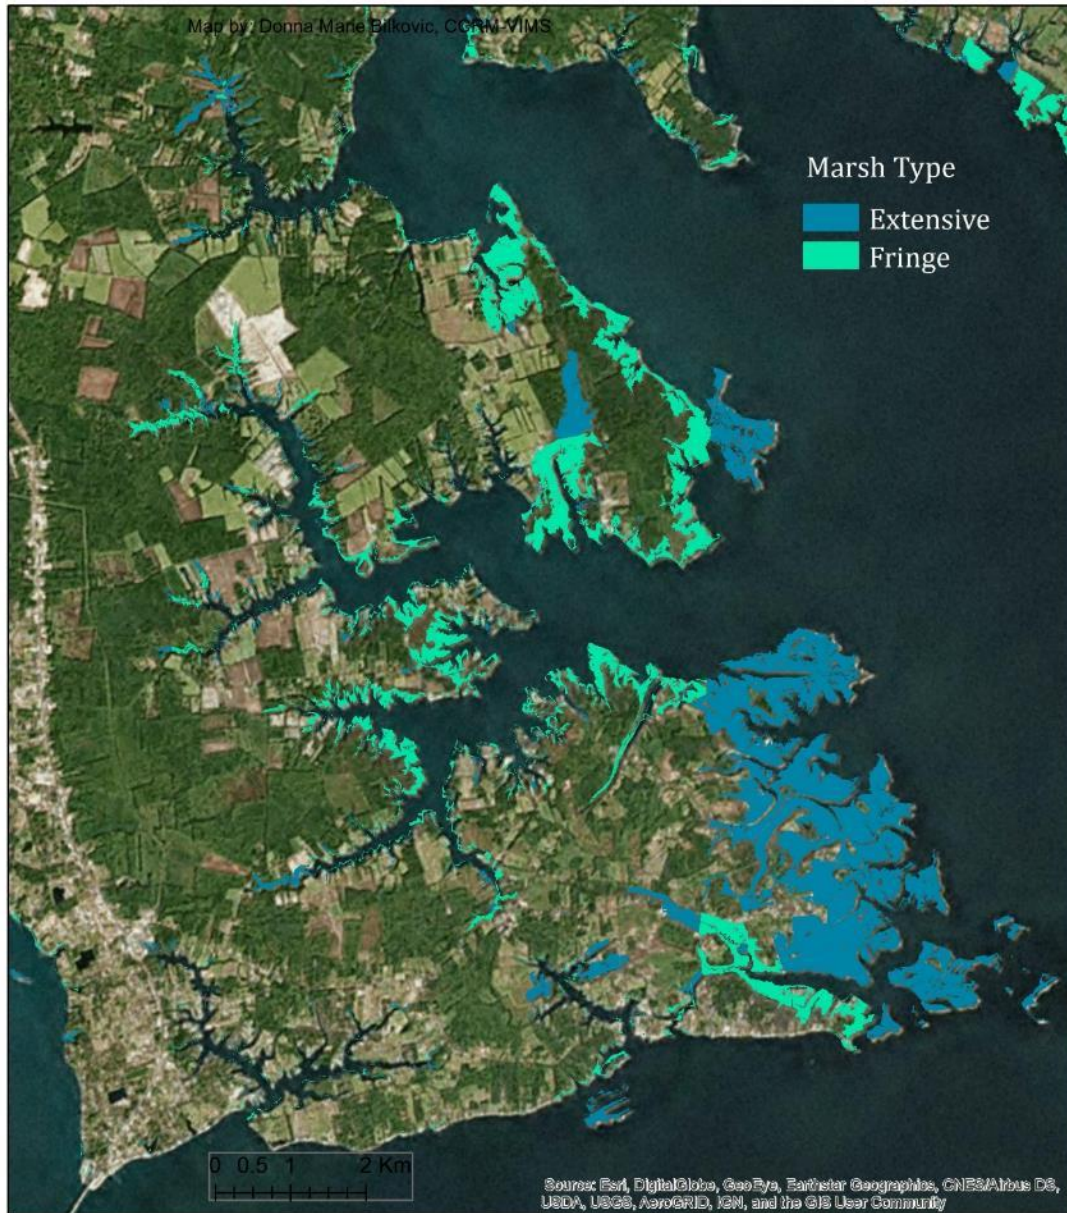 Map by: Donna Marie Bilkovic, CCRM-VIMS
Marsh Type
Extensive
Fringe
0 0.5 1 2 Km
Source: Esri, DigitalGlobe, GeoEye, Earthstar Geographics, CNES/Airbus DS,
USDA, USGS, AeroGRID, IGN, and the GIS User Community